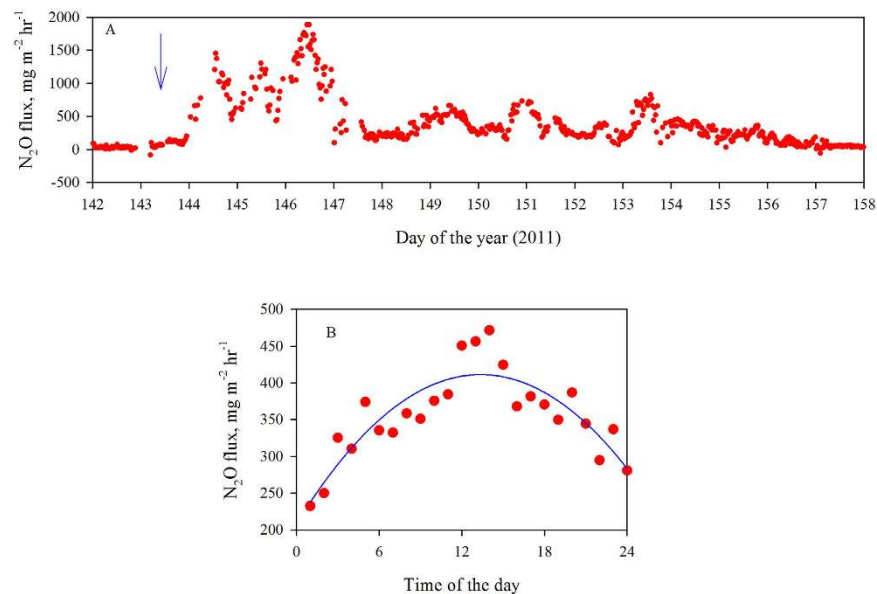 A
2000
1500
1000
500
0
-500
N₂O flux, mg m⁻² hr⁻¹
142 143 144 145 146 147 148 149 150 151 152 153 154 155 156 157 158
Day of the year (2011)
B
500
450
400
350
300
250
200
N₂O flux, mg m⁻² hr⁻¹
0 6 12 18 24
Time of the day